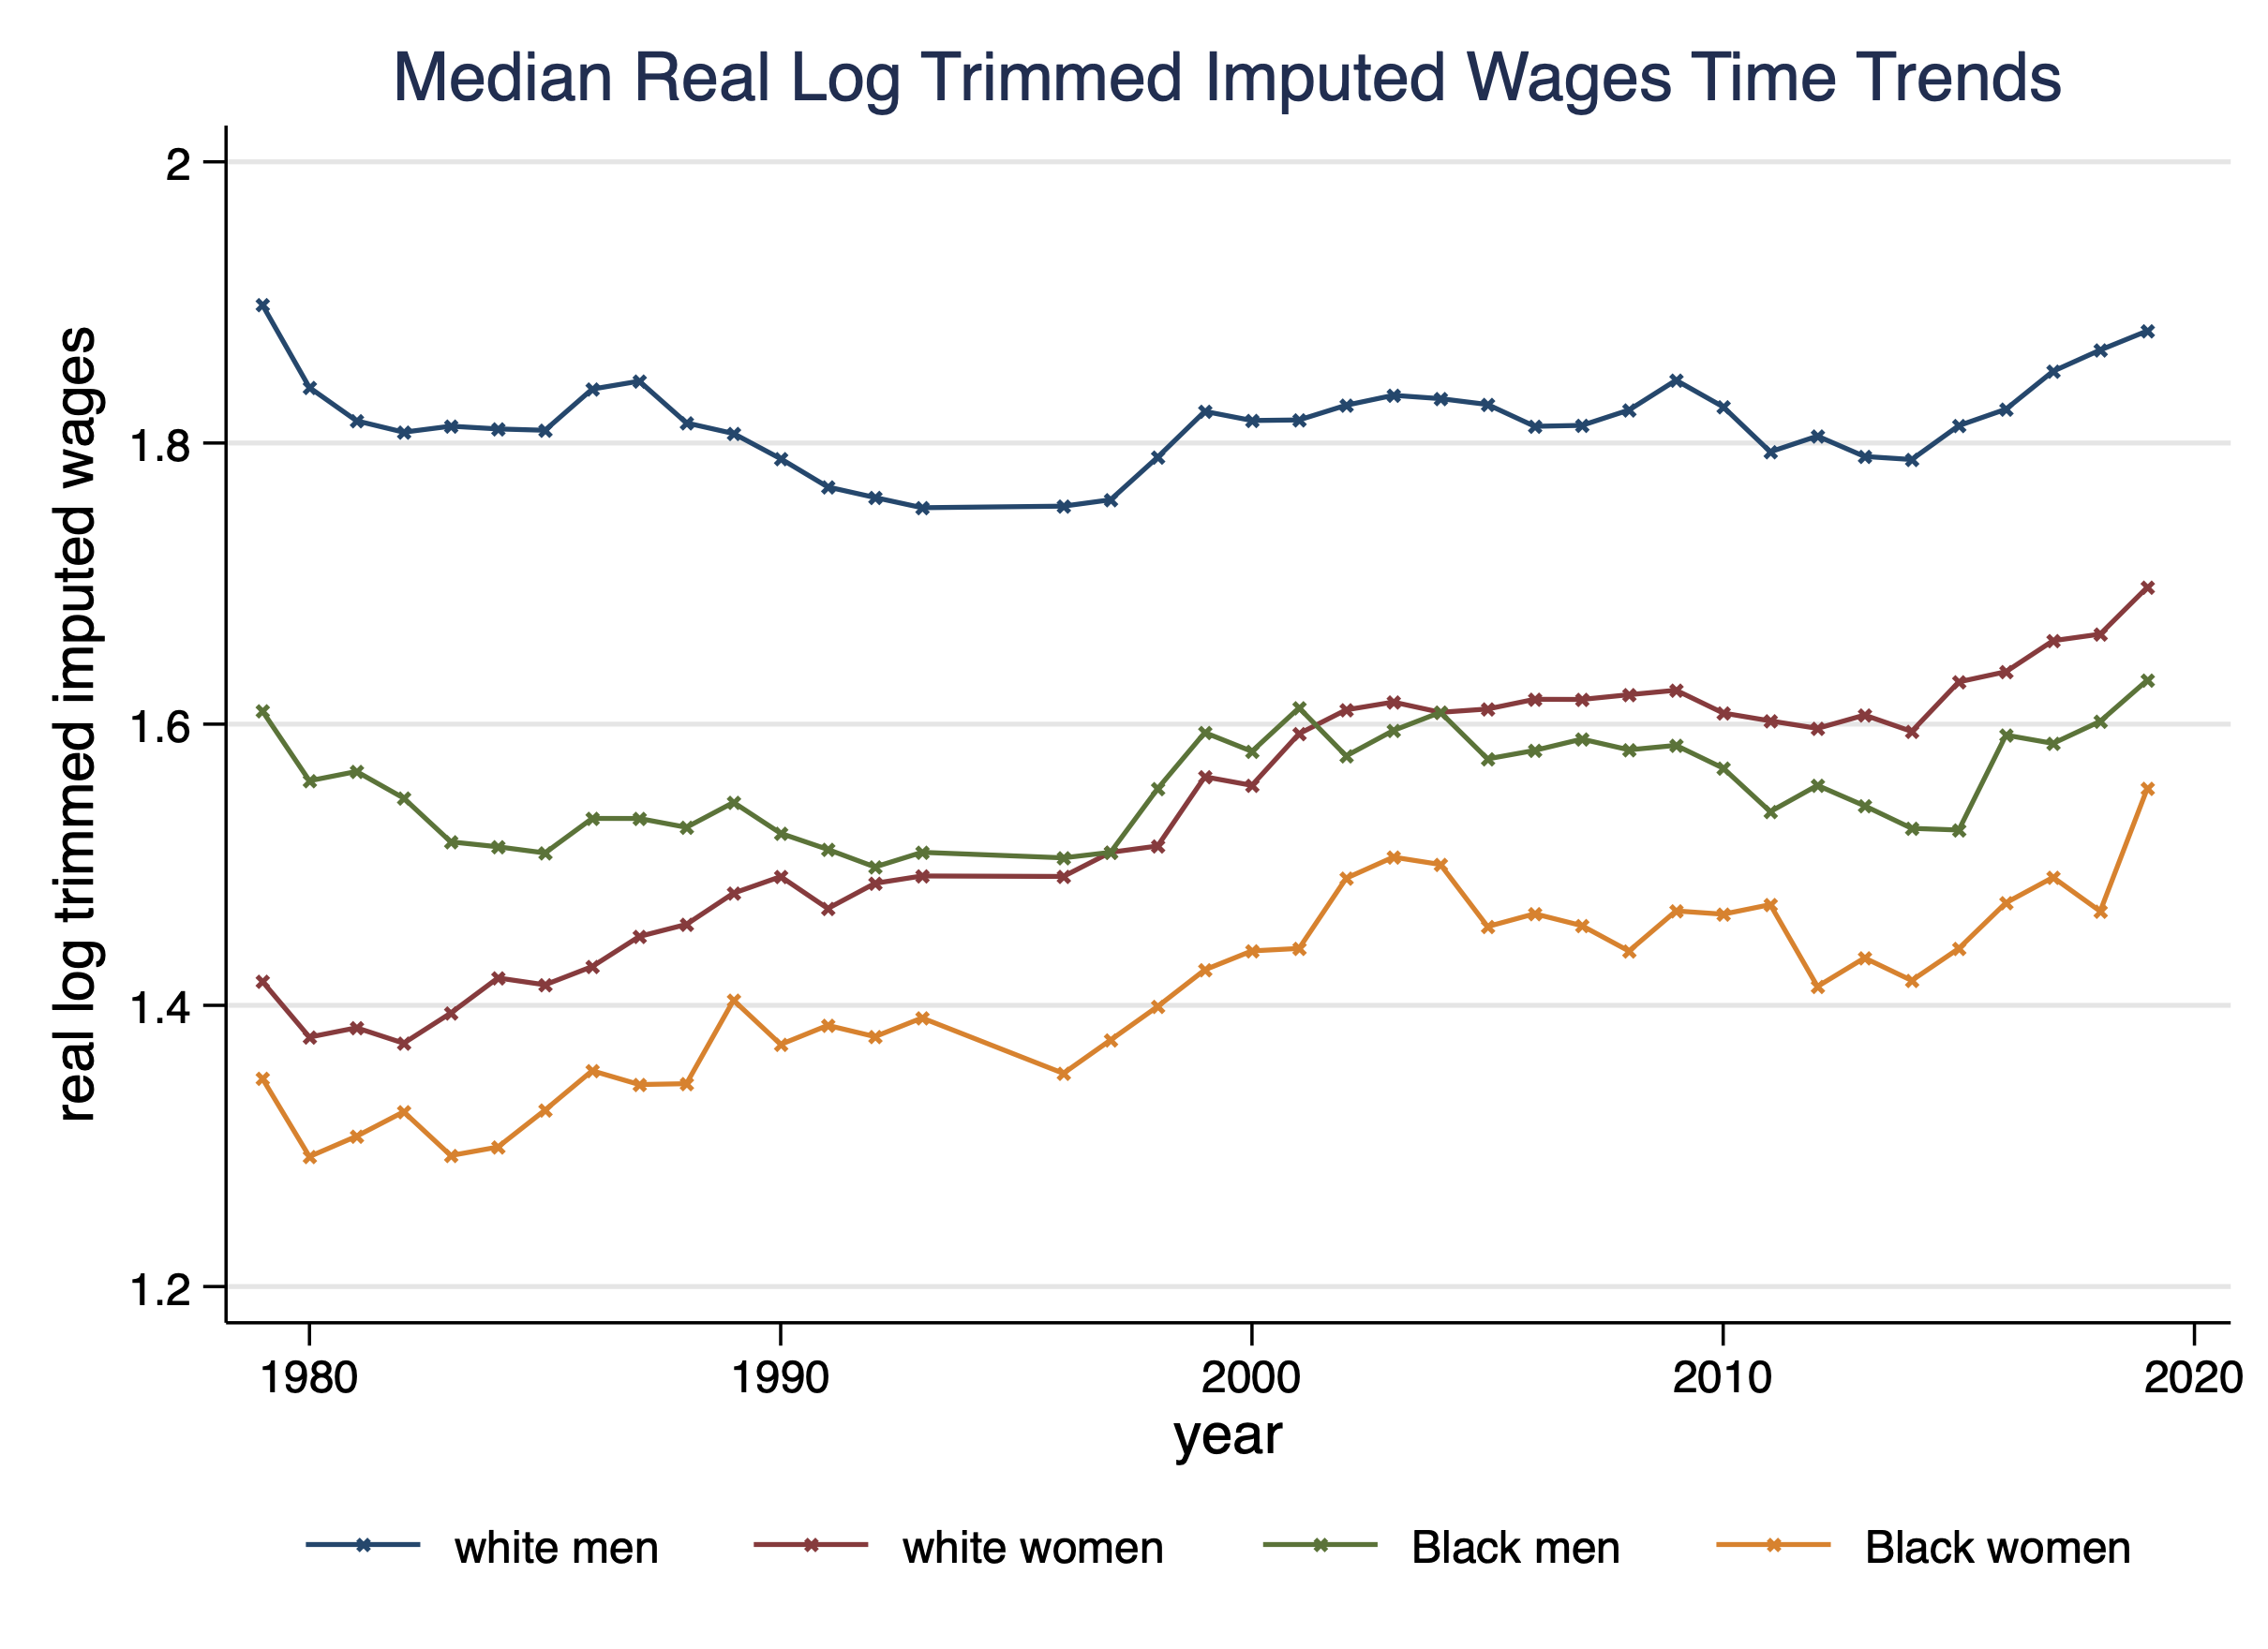 Median Real Log Trimmed Imputed Wages Time Trends
real log trimmed imputed wages
2
1.8
1.6
1.4
1.2
1980 1990 2000 2010 2020
year
white men white women Black men Black women